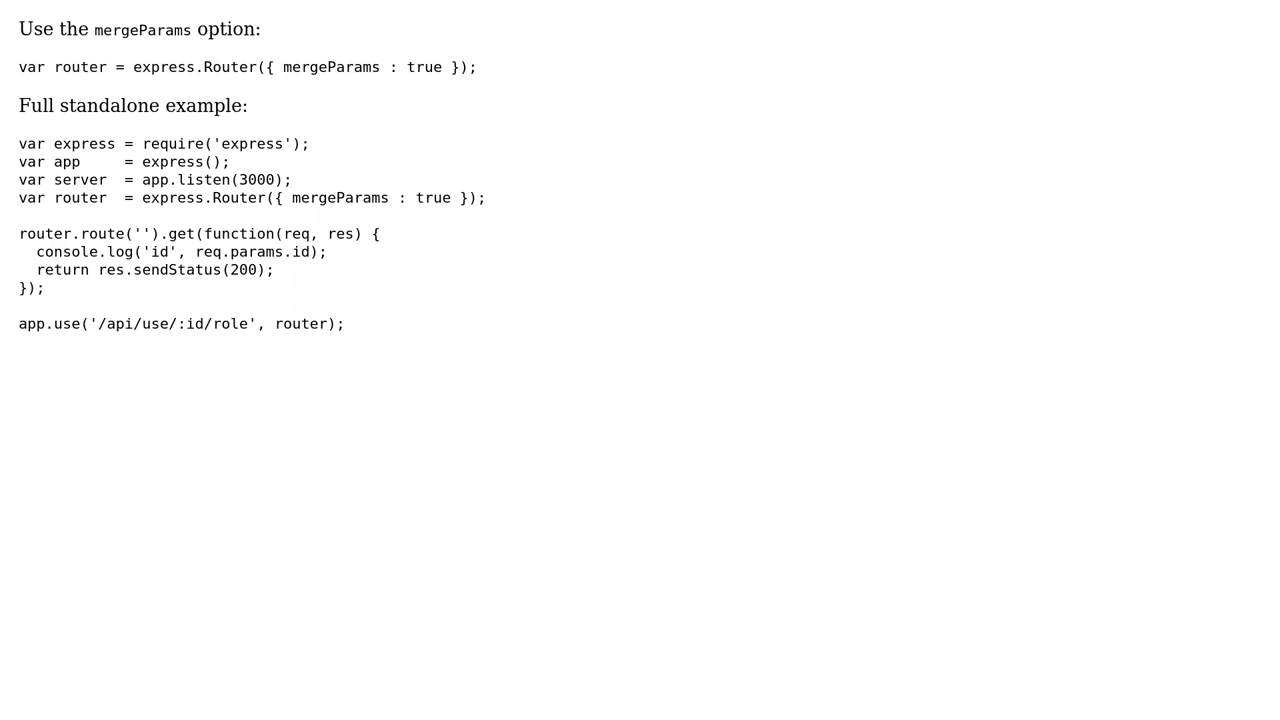 Use the mergeParams option:
var router = express.Router({ mergeParams : true });
Full standalone example:
var express = require('express');
var app     = express();
var server  = app.listen(3000);
var router  = express.Router({ mergeParams : true });
router.route('').get(function(req, res) {
  console.log('id', req.params.id);
  return res.sendStatus(200);
});
app.use('/api/use/:id/role', router);